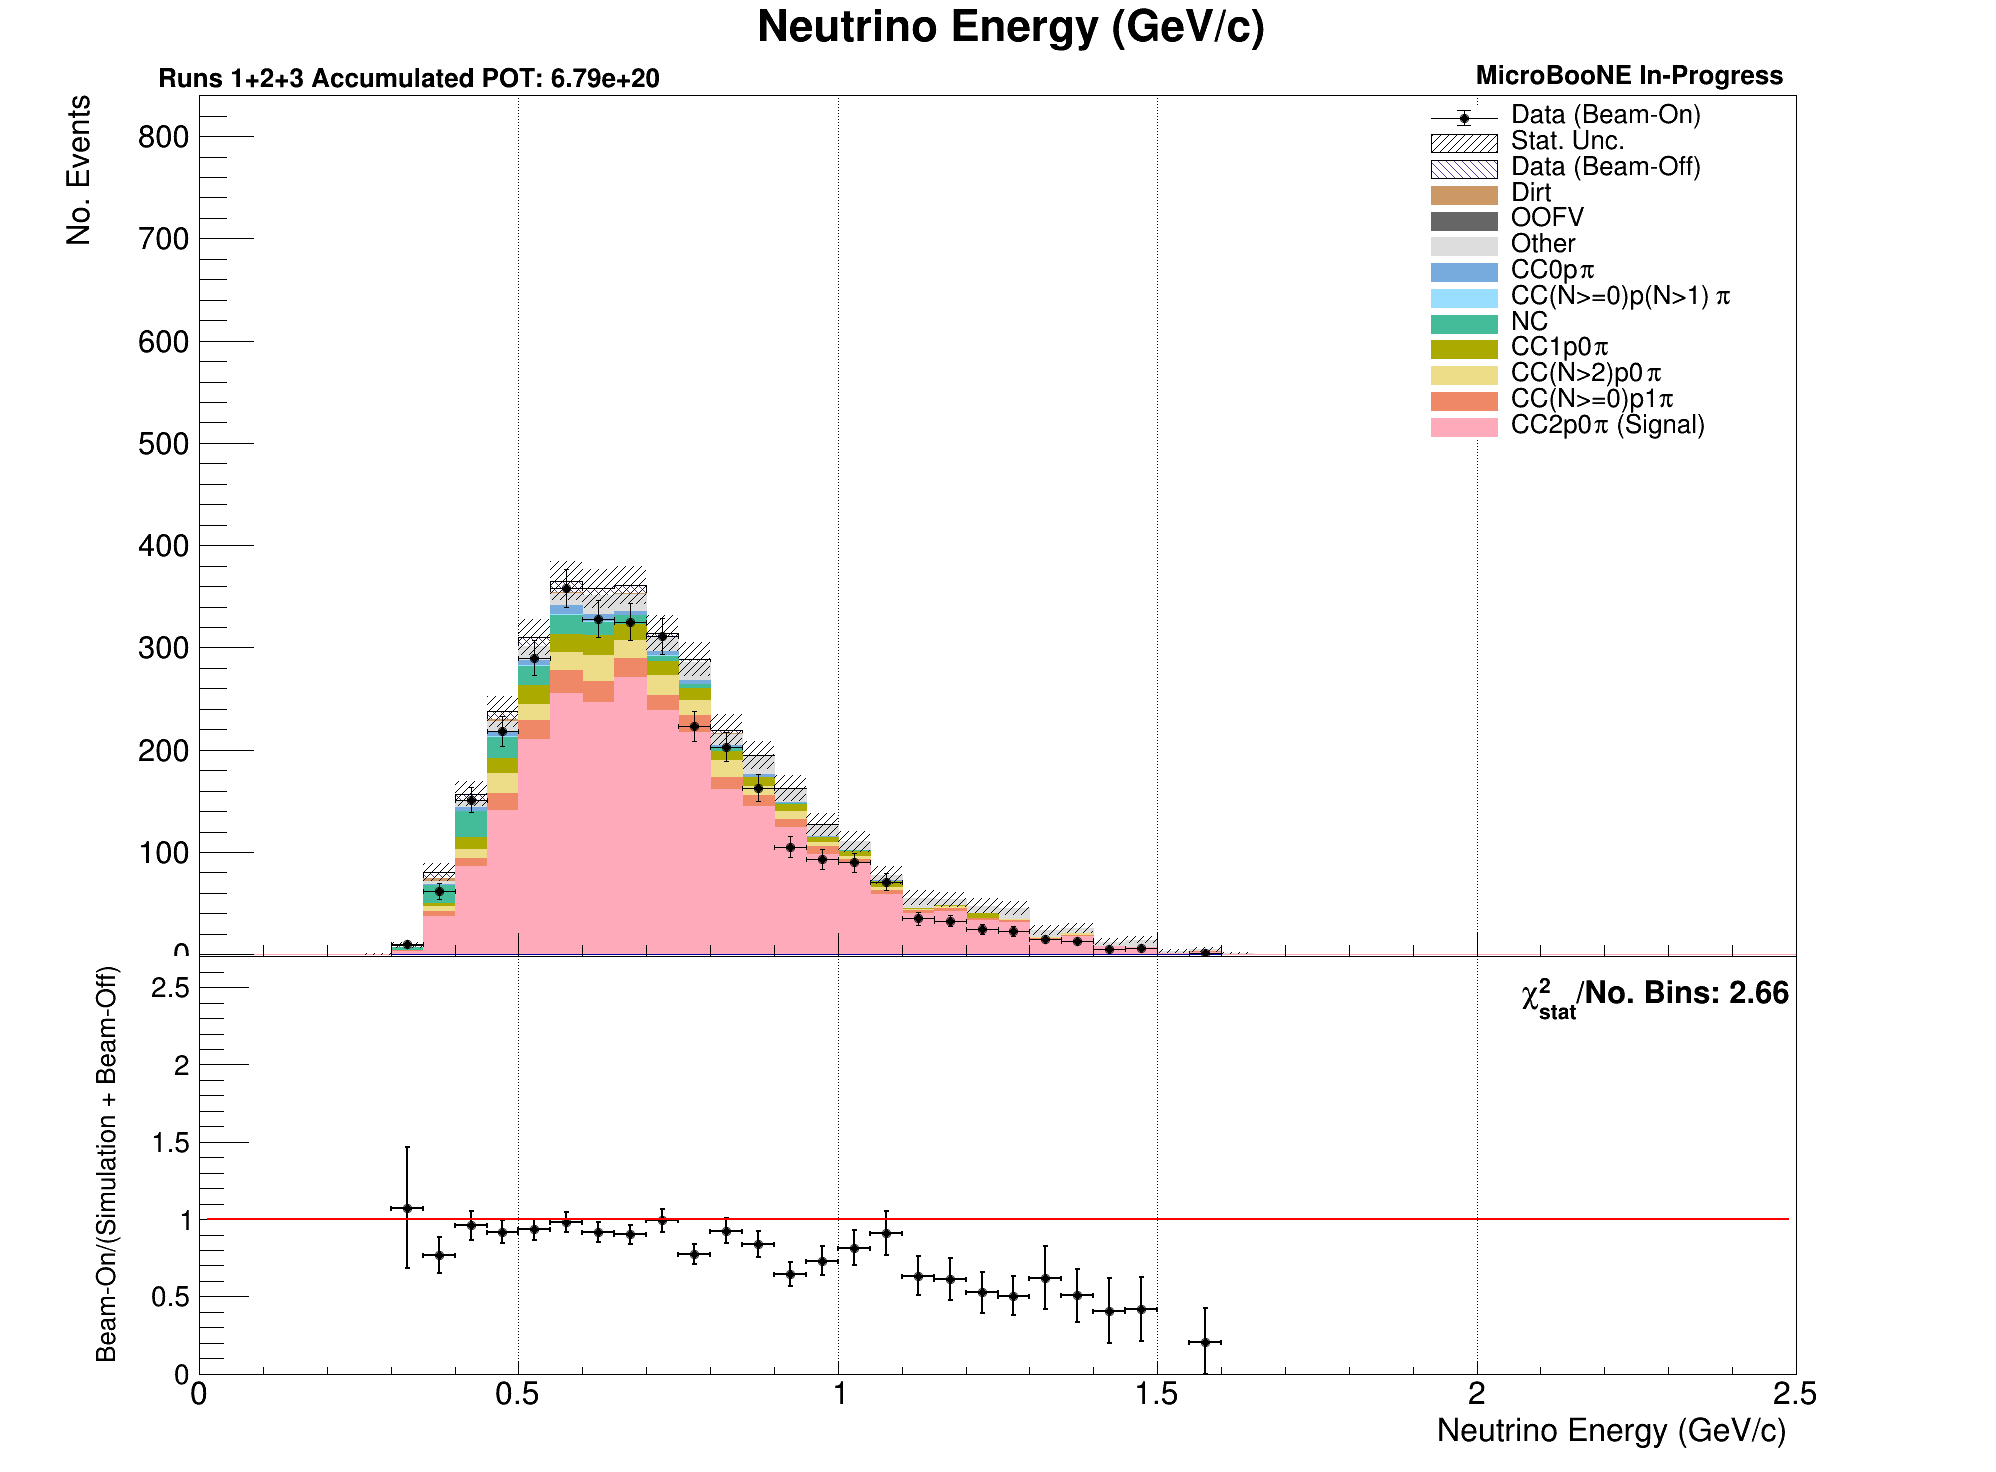 Neutrino Energy (GeV/c)
Runs 1+2+3 Accumulated POT: 6.79e+20
MicroBooNE In-Progress
No. Events
800
700
600
500
400
300
200
100
0
Data (Beam-On)
Stat. Unc.
Data (Beam-Off)
Dirt
OOFV
Other
CC0pπ
CC(N>=0)p(N>1) π
NC
CC1p0π
CC(N>2)p0π
CC(N>=0)p1π
CC2p0π (Signal)
Beam-On/(Simulation + Beam-Off)
2.5
2
1.5
1
0.5
0
χ²stat/No. Bins: 2.66
0 0.5 1 1.5 2 2.5
Neutrino Energy (GeV/c)